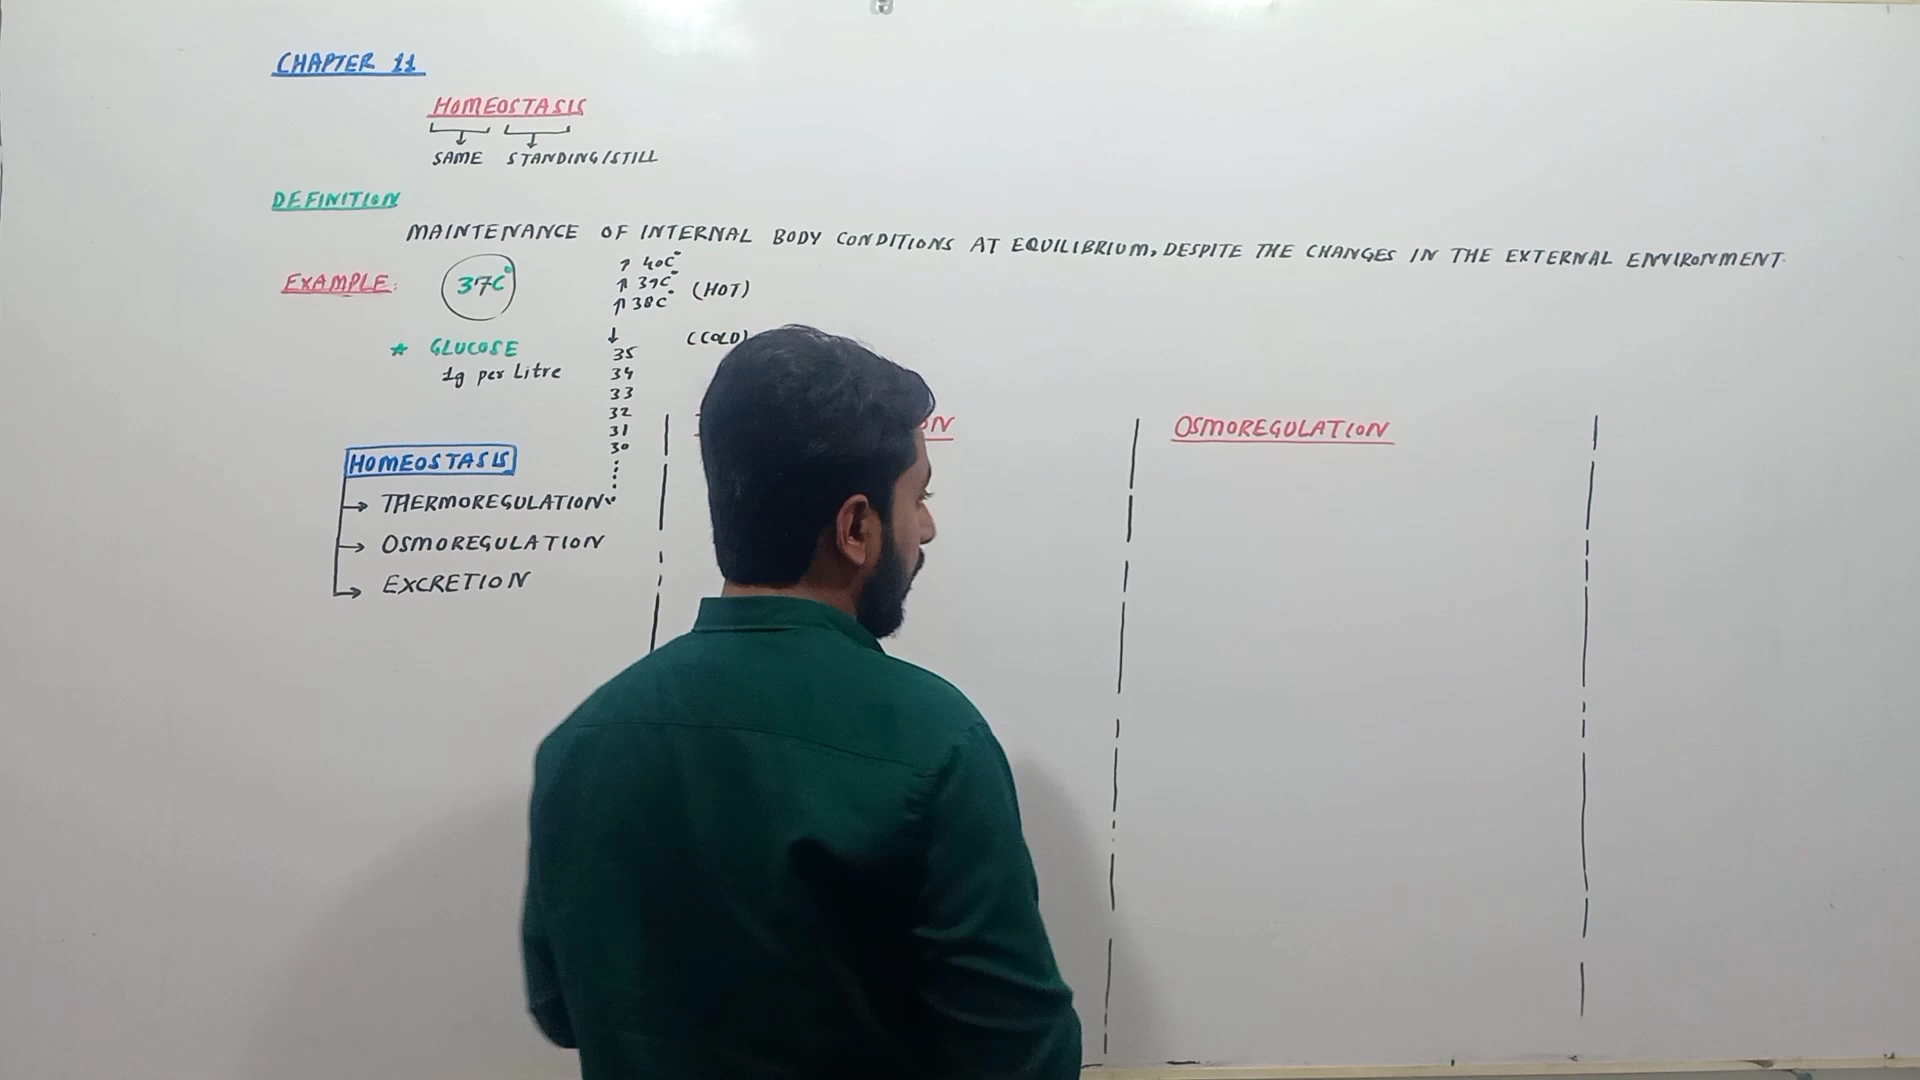 CHAPTER 11
HOMEOSTASIS
SAME STANDING/STILL
DEFINITION
MAINTENANCE OF INTERNAL BODY CONDITIONS AT EQUILIBRIUM, DESPITE THE CHANGES IN THE EXTERNAL ENVIRONMENT.
EXAMPLE: 37C°
↑ 40C°
↑ 39C°
↑ 38C° (HOT)
↓ (COLD)
* GLUCOSE
1g per Litre
35
34
33
32
31
30
HOMEOSTASIS
→ THERMOREGULATION
→ OSMOREGULATION
→ EXCRETION
ON
OSMOREGULATION